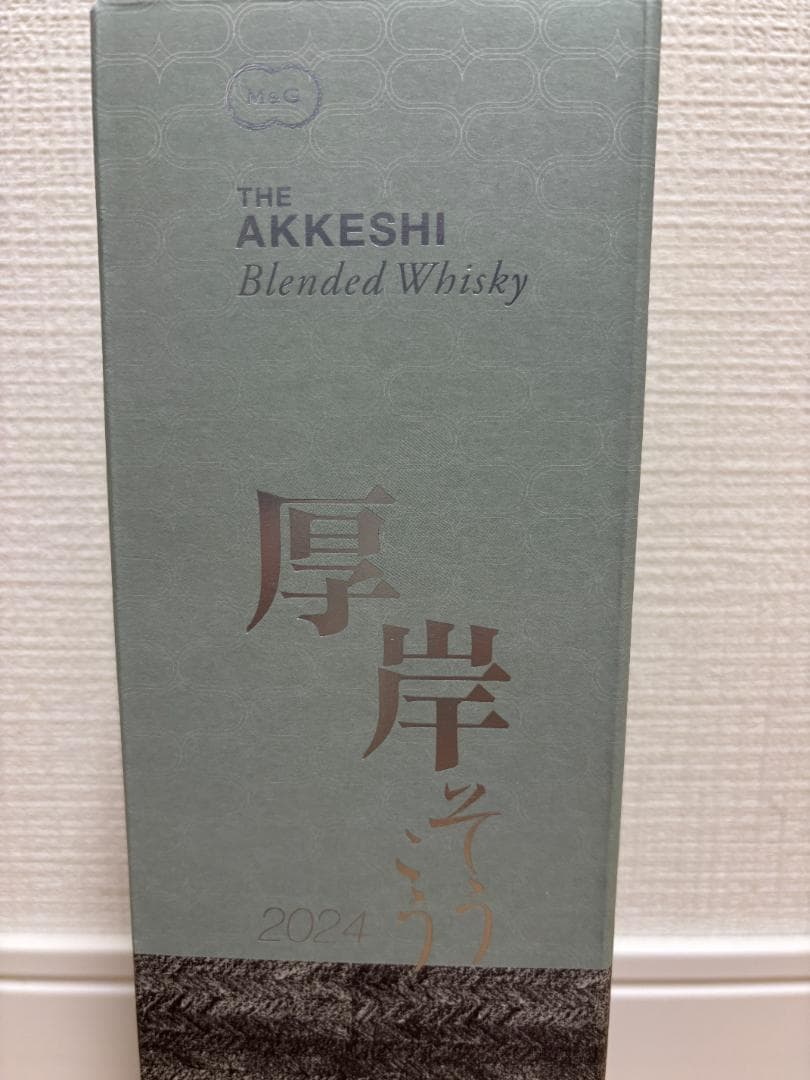 M&G
THE
AKKESHI
Blended Whisky
厚岸
そう
こう
2024